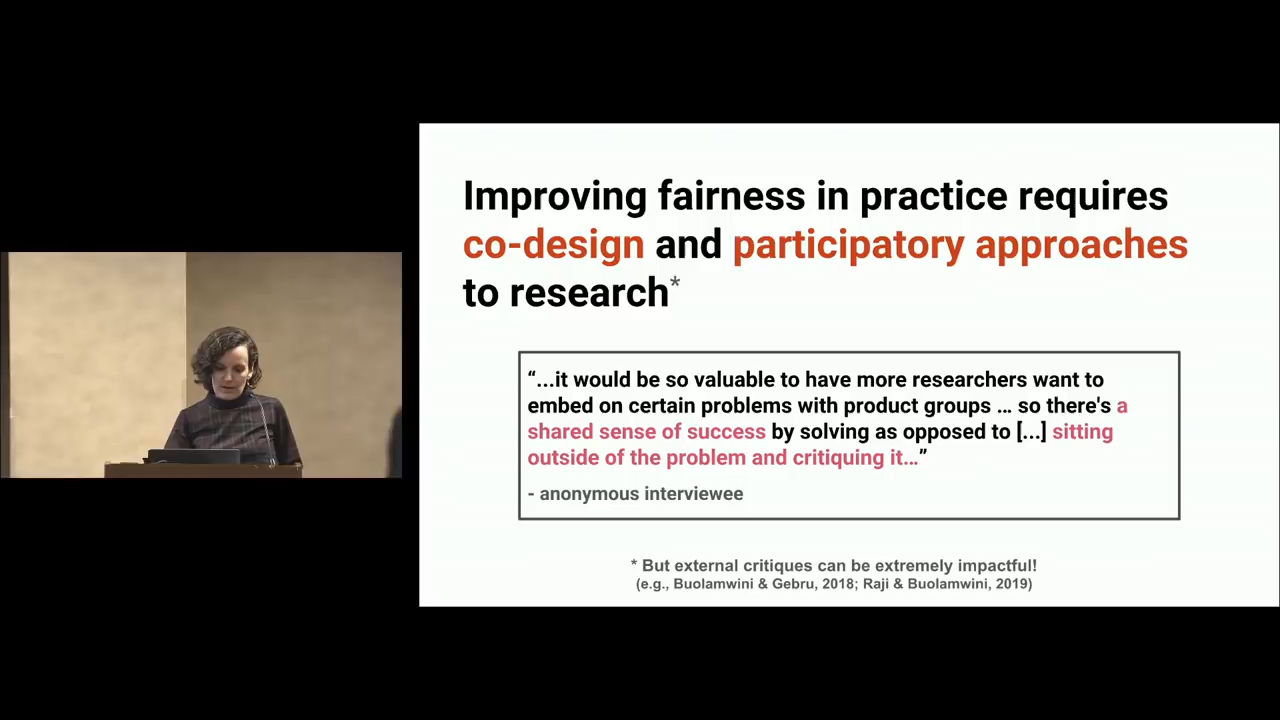 Improving fairness in practice requires
co-design and participatory approaches
to research*
“...it would be so valuable to have more researchers want to
embed on certain problems with product groups … so there's a
shared sense of success by solving as opposed to [...] sitting
outside of the problem and critiquing it…”
- anonymous interviewee
* But external critiques can be extremely impactful!
(e.g., Buolamwini & Gebru, 2018; Raji & Buolamwini, 2019)